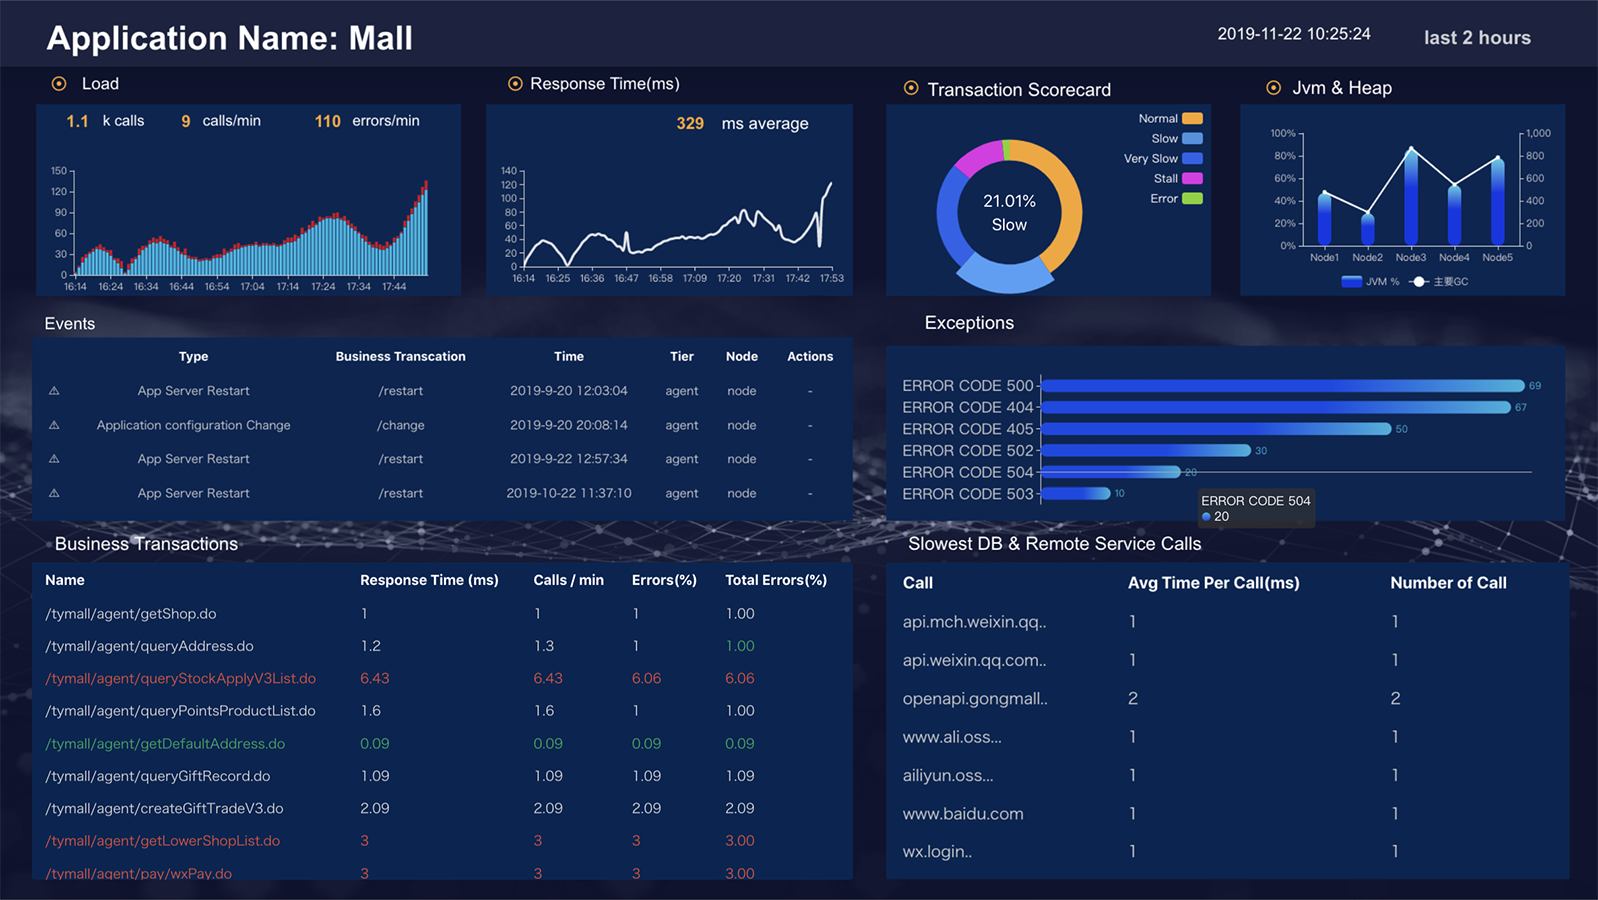 Application Name: Mall
2019-11-22 10:25:24
last 2 hours
Load
1.1 k calls 9 calls/min 110 errors/min
150
120
90
60
30
0
16:14 16:24 16:34 16:44 16:54 17:04 17:14 17:24 17:34 17:44
Response Time(ms)
329 ms average
140
120
100
80
60
40
20
0
16:14 16:25 16:36 16:47 16:58 17:09 17:20 17:31 17:42 17:53
Transaction Scorecard
Normal
Slow
Very Slow
Stall
Error
21.01%
Slow
Jvm & Heap
100% 1,000
80% 800
60% 600
40% 400
20% 200
0% 0
Node1 Node2 Node3 Node4 Node5
JVM % 主要GC
Events
Type Business Transcation Time Tier Node Actions
App Server Restart /restart 2019-9-20 12:03:04 agent node -
Application configuration Change /change 2019-9-20 20:08:14 agent node -
App Server Restart /restart 2019-9-22 12:57:34 agent node -
App Server Restart /restart 2019-10-22 11:37:10 agent node -
Exceptions
ERROR CODE 500 69
ERROR CODE 404 67
ERROR CODE 405 50
ERROR CODE 502 30
ERROR CODE 504 20
ERROR CODE 503 10
ERROR CODE 504
20
Business Transactions
Name Response Time (ms) Calls / min Errors(%) Total Errors(%)
/tymall/agent/getShop.do 1 1 1 1.00
/tymall/agent/queryAddress.do 1.2 1.3 1 1.00
/tymall/agent/queryStockApplyV3List.do 6.43 6.43 6.06 6.06
/tymall/agent/queryPointsProductList.do 1.6 1.6 1 1.00
/tymall/agent/getDefaultAddress.do 0.09 0.09 0.09 0.09
/tymall/agent/queryGiftRecord.do 1.09 1.09 1.09 1.09
/tymall/agent/createGiftTradeV3.do 2.09 2.09 2.09 2.09
/tymall/agent/getLowerShopList.do 3 3 3 3.00
/tymall/agent/pay/wxPay.do 3 3 3 3.00
Slowest DB & Remote Service Calls
Call Avg Time Per Call(ms) Number of Call
api.mch.weixin.qq.. 1 1
api.weixin.qq.com.. 1 1
openapi.gongmall.. 2 2
www.ali.oss... 1 1
ailiyun.oss... 1 1
www.baidu.com 1 1
wx.login.. 1 1